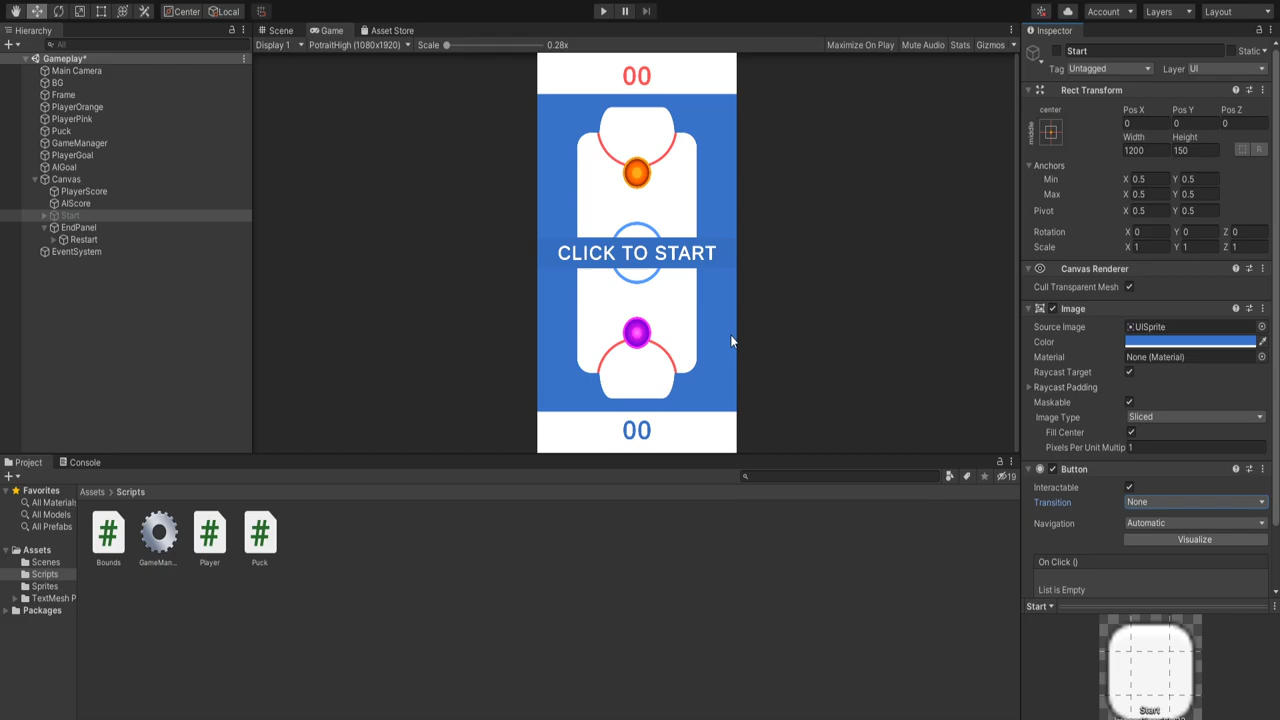 Center Local Account Layers Layout
Hierarchy
All
Gameplay*
Main Camera
BG
Frame
PlayerOrange
PlayerPink
Puck
GameManager
PlayerGoal
AIGoal
Canvas
PlayerScore
AIScore
Start
EndPanel
Restart
EventSystem
Scene Game Asset Store
Display 1 PotraitHigh (1080x1920) Scale 0.28x Maximize On Play Mute Audio Stats Gizmos
00
CLICK TO START
00
Inspector
Start Static
Tag Untagged Layer UI
Rect Transform
center Pos X Pos Y Pos Z
middle 0 0 0
Width Height
1200 150 R
Anchors
Min X 0.5 Y 0.5
Max X 0.5 Y 0.5
Pivot X 0.5 Y 0.5
Rotation X 0 Y 0 Z 0
Scale X 1 Y 1 Z 1
Canvas Renderer
Cull Transparent Mesh
Image
Source Image UISprite
Color
Material None (Material)
Raycast Target
Raycast Padding
Maskable
Image Type Sliced
Fill Center
Pixels Per Unit Multip 1
Button
Interactable
Transition None
Navigation Automatic
Visualize
On Click ()
List is Empty
Start
Start
Project Console
19
Favorites
All Materials
All Models
All Prefabs
Assets
Scenes
Scripts
Sprites
TextMesh P
Packages
Assets Scripts
Bounds GameMan... Player Puck